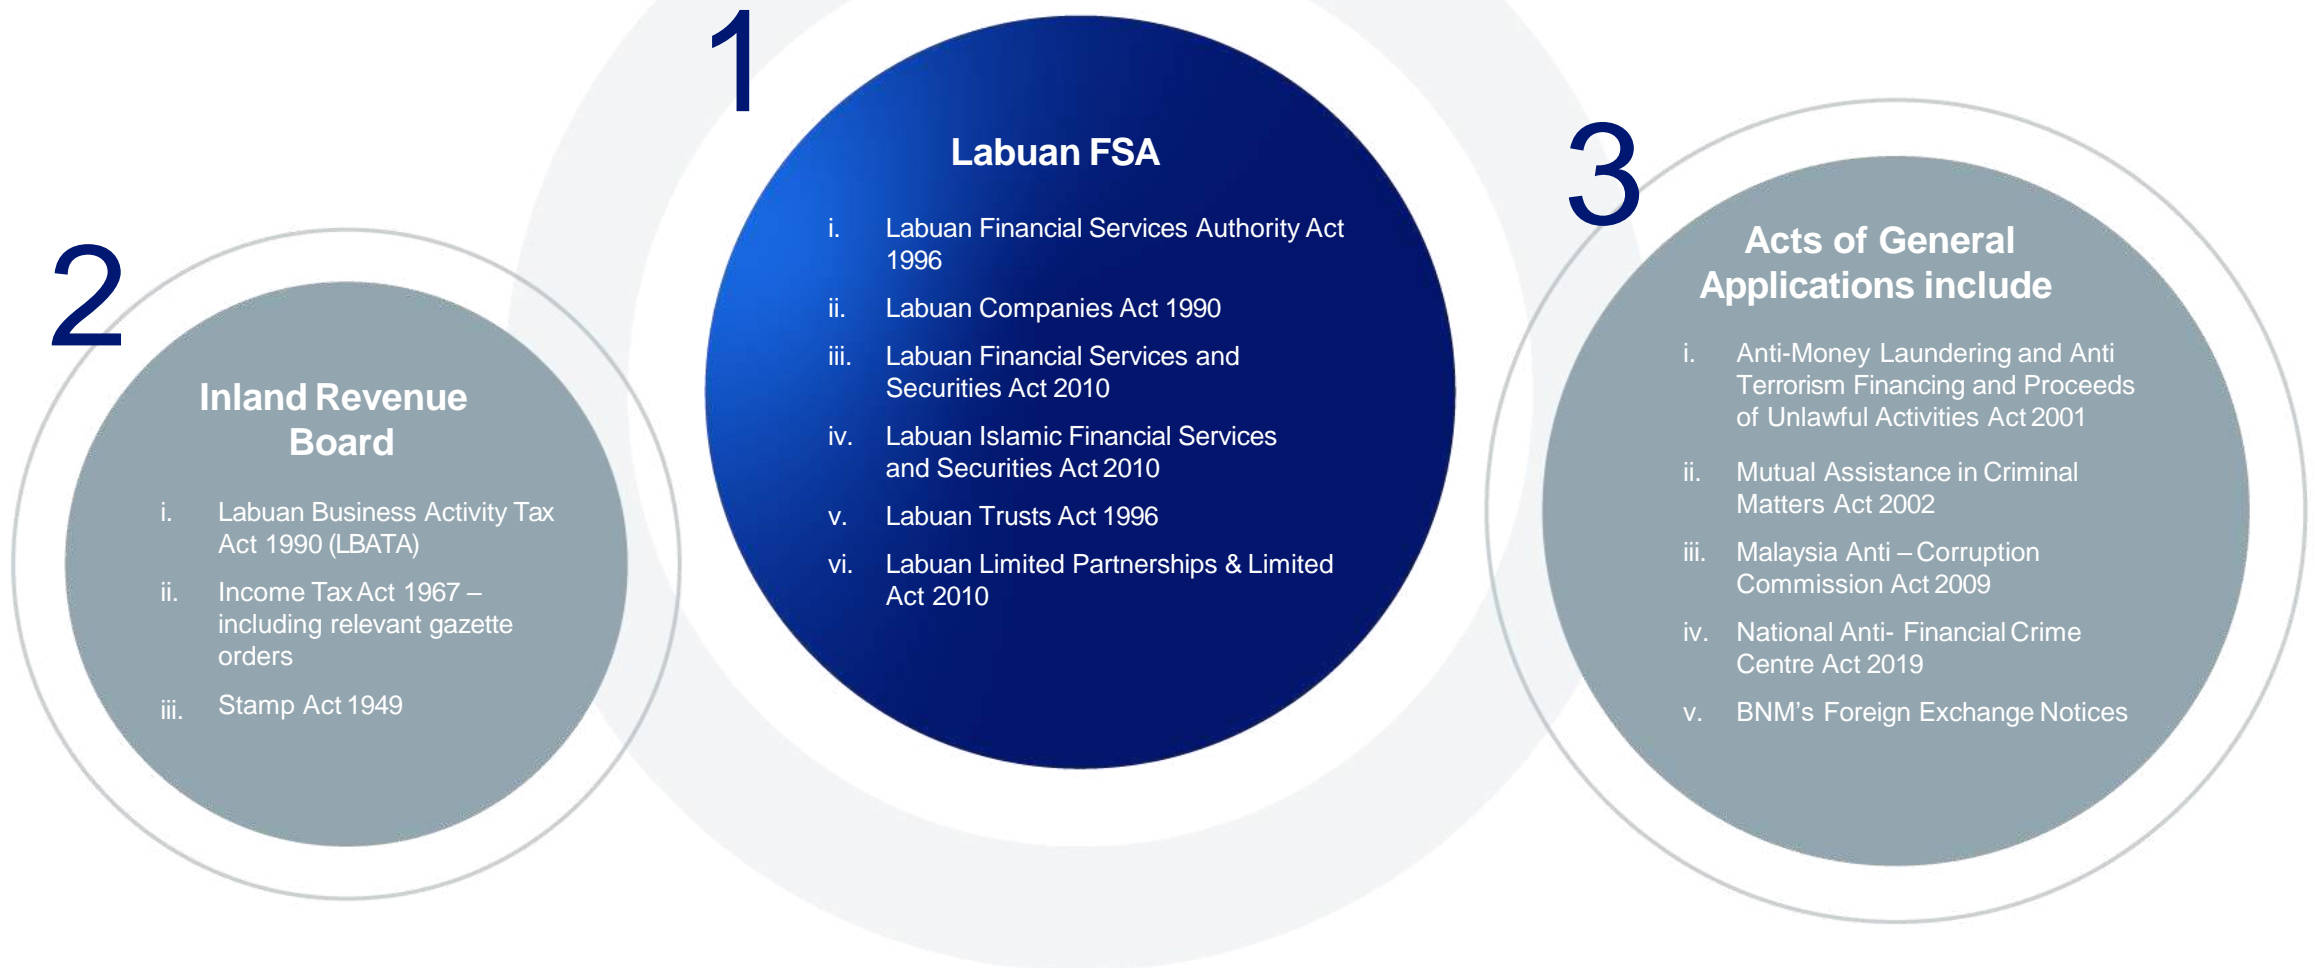 1
Labuan FSA
i. Labuan Financial Services Authority Act
1996
ii. Labuan Companies Act 1990
iii. Labuan Financial Services and
Securities Act 2010
iv. Labuan Islamic Financial Services
and Securities Act 2010
v. Labuan Trusts Act 1996
vi. Labuan Limited Partnerships & Limited
Act 2010
2
Inland Revenue
Board
i. Labuan Business Activity Tax
Act 1990 (LBATA)
ii. Income Tax Act 1967 –
including relevant gazette
orders
iii. Stamp Act 1949
3
Acts of General
Applications include
i. Anti-Money Laundering and Anti
Terrorism Financing and Proceeds
of Unlawful Activities Act 2001
ii. Mutual Assistance in Criminal
Matters Act 2002
iii. Malaysia Anti – Corruption
Commission Act 2009
iv. National Anti- Financial Crime
Centre Act 2019
v. BNM’s Foreign Exchange Notices